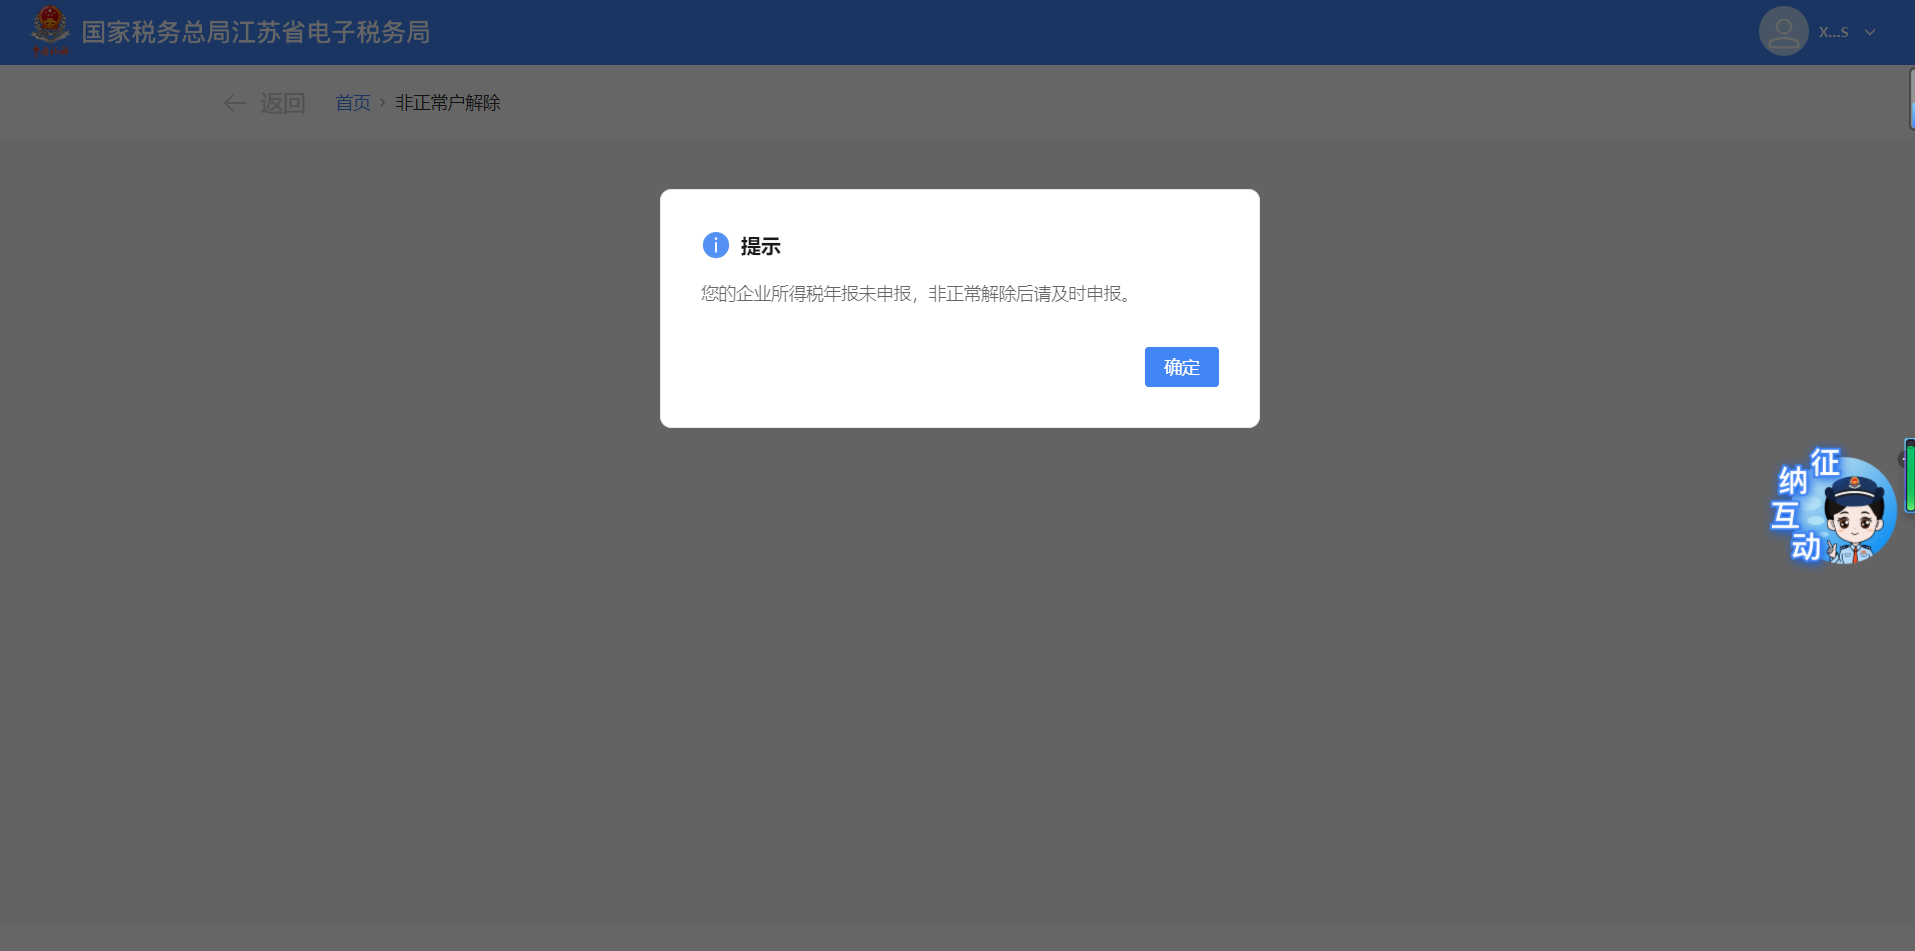 国家税务总局江苏省电子税务局
X...S
返回 首页 › 非正常户解除
提示
您的企业所得税年报未申报，非正常解除后请及时申报。
确定
征
纳
互
动